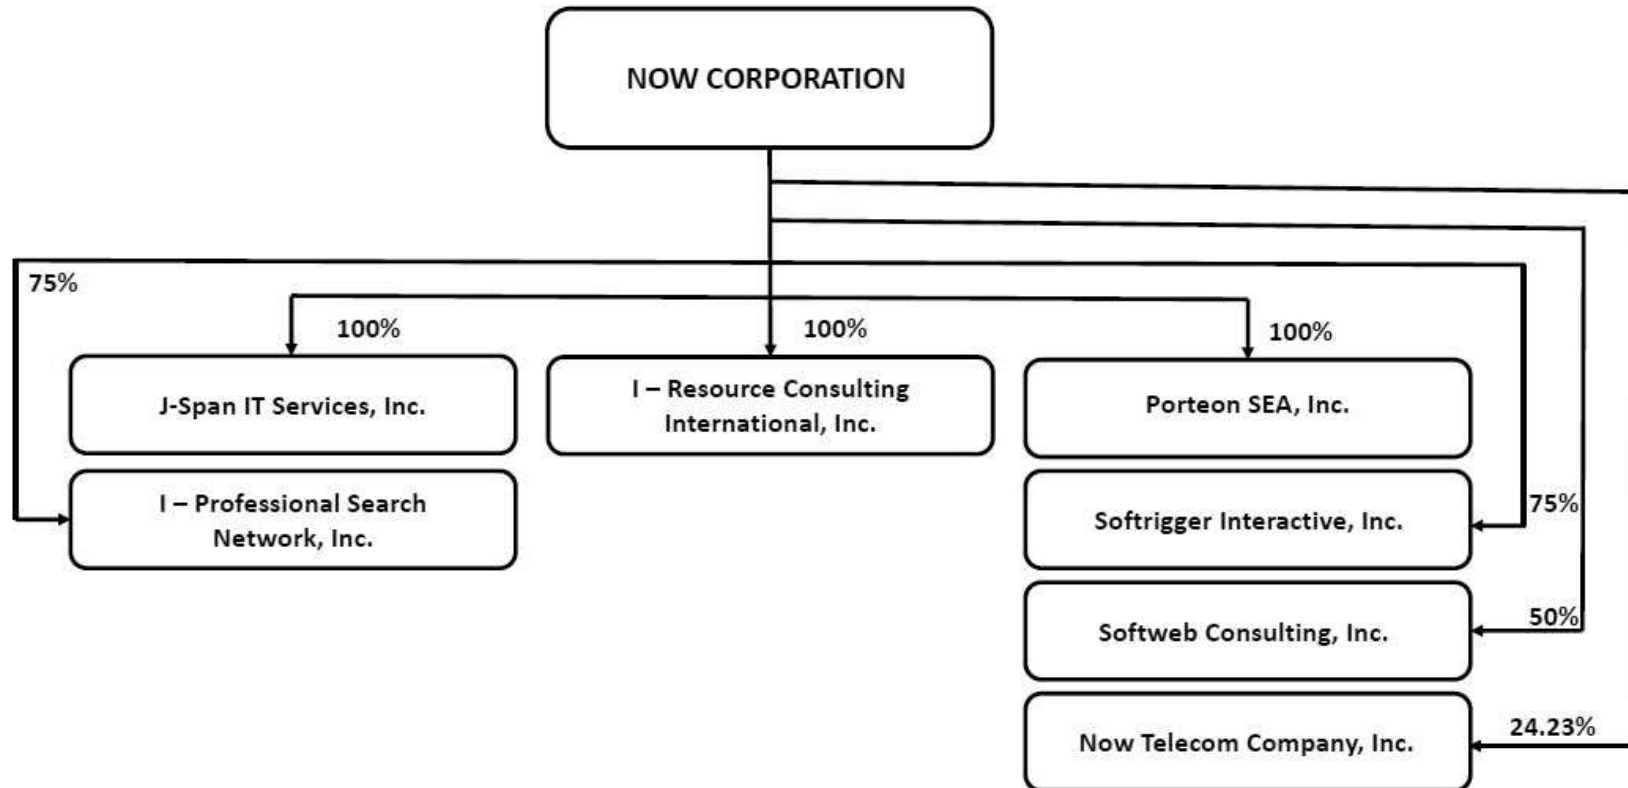 NOW CORPORATION
75%
100%
100%
100%
J-Span IT Services, Inc.
I – Resource Consulting
International, Inc.
Porteon SEA, Inc.
I – Professional Search
Network, Inc.
Softrigger Interactive, Inc.
75%
Softweb Consulting, Inc.
50%
Now Telecom Company, Inc.
24.23%